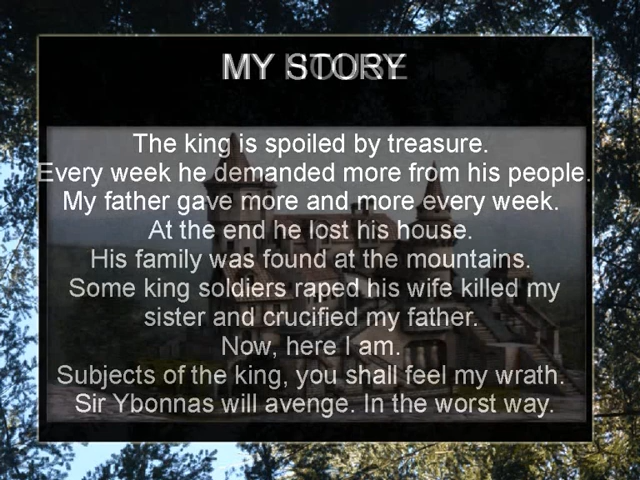 MY STORY
MY HOUSE
The king is spoiled by treasure.
Every week he demanded more from his people.
My father gave more and more every week.
At the end he lost his house.
His family was found at the mountains.
Some king soldiers raped his wife killed my
sister and crucified my father.
Now, here I am.
Subjects of the king, you shall feel my wrath.
Sir Ybonnas will avenge. In the worst way.